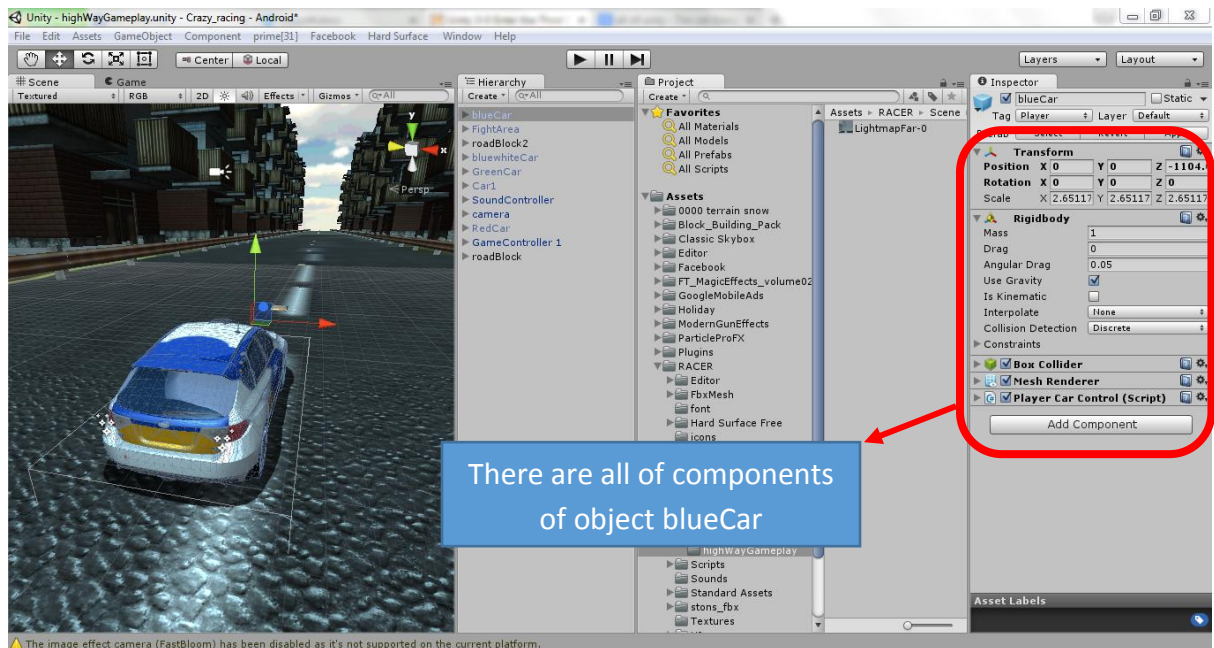 Unity - highWayGameplay.unity - Crazy_racing - Android*
File Edit Assets GameObject Component prime[31] Facebook Hard Surface Window Help
Center Local Layers Layout
Scene Game
Textured RGB 2D Effects Gizmos All
y
x
Persp
Hierarchy
Create All
blueCar
FightArea
roadBlock2
bluewhiteCar
GreenCar
Car1
SoundController
camera
RedCar
GameController 1
roadBlock
Project
Create
Favorites
All Materials
All Models
All Prefabs
All Scripts
Assets
0000 terrain snow
Block_Building_Pack
Classic Skybox
Editor
Facebook
FT_MagicEffects_volume02
GoogleMobileAds
Holiday
ModernGunEffects
ParticleProFX
Plugins
RACER
Editor
FbxMesh
font
Hard Surface Free
icons
highWayGameplay
Scripts
Sounds
Standard Assets
stons_fbx
Textures
Assets RACER Scene
LightmapFar-0
Inspector
blueCar Static
Tag Player Layer Default
Transform
Position X 0 Y 0 Z -1104.
Rotation X 0 Y 0 Z 0
Scale X 2.65117 Y 2.65117 Z 2.65117
Rigidbody
Mass 1
Drag 0
Angular Drag 0.05
Use Gravity
Is Kinematic
Interpolate None
Collision Detection Discrete
Constraints
Box Collider
Mesh Renderer
Player Car Control (Script)
Add Component
Asset Labels
There are all of components
of object blueCar
The image effect camera (FastBloom) has been disabled as it's not supported on the current platform.